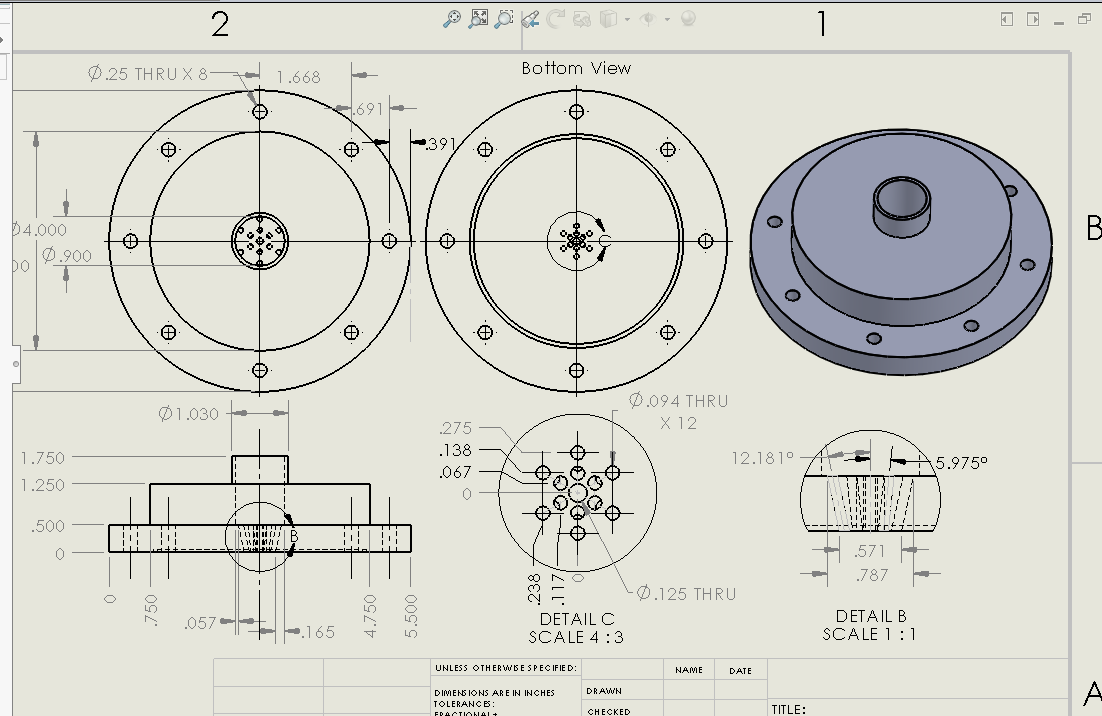 2
1
Bottom View
Ø.25 THRU X 8
1.668
.691
.391
Ø4.000
Ø.900
00
B
Ø1.030
1.750
1.250
.500
0
B
0
.750
.057
.165
4.750
5.500
C
Ø.094 THRU
X 12
.275
.138
.067
0
.238
.117
0
Ø.125 THRU
DETAIL C
SCALE 4 : 3
12.181°
5.975°
.571
.787
DETAIL B
SCALE 1 : 1
UNLESS OTHERWISE SPECIFIED:
NAME
DATE
DIMENSIONS ARE IN INCHES
TOLERANCES:
FRACTIONAL±
DRAWN
CHECKED
TITLE:
A